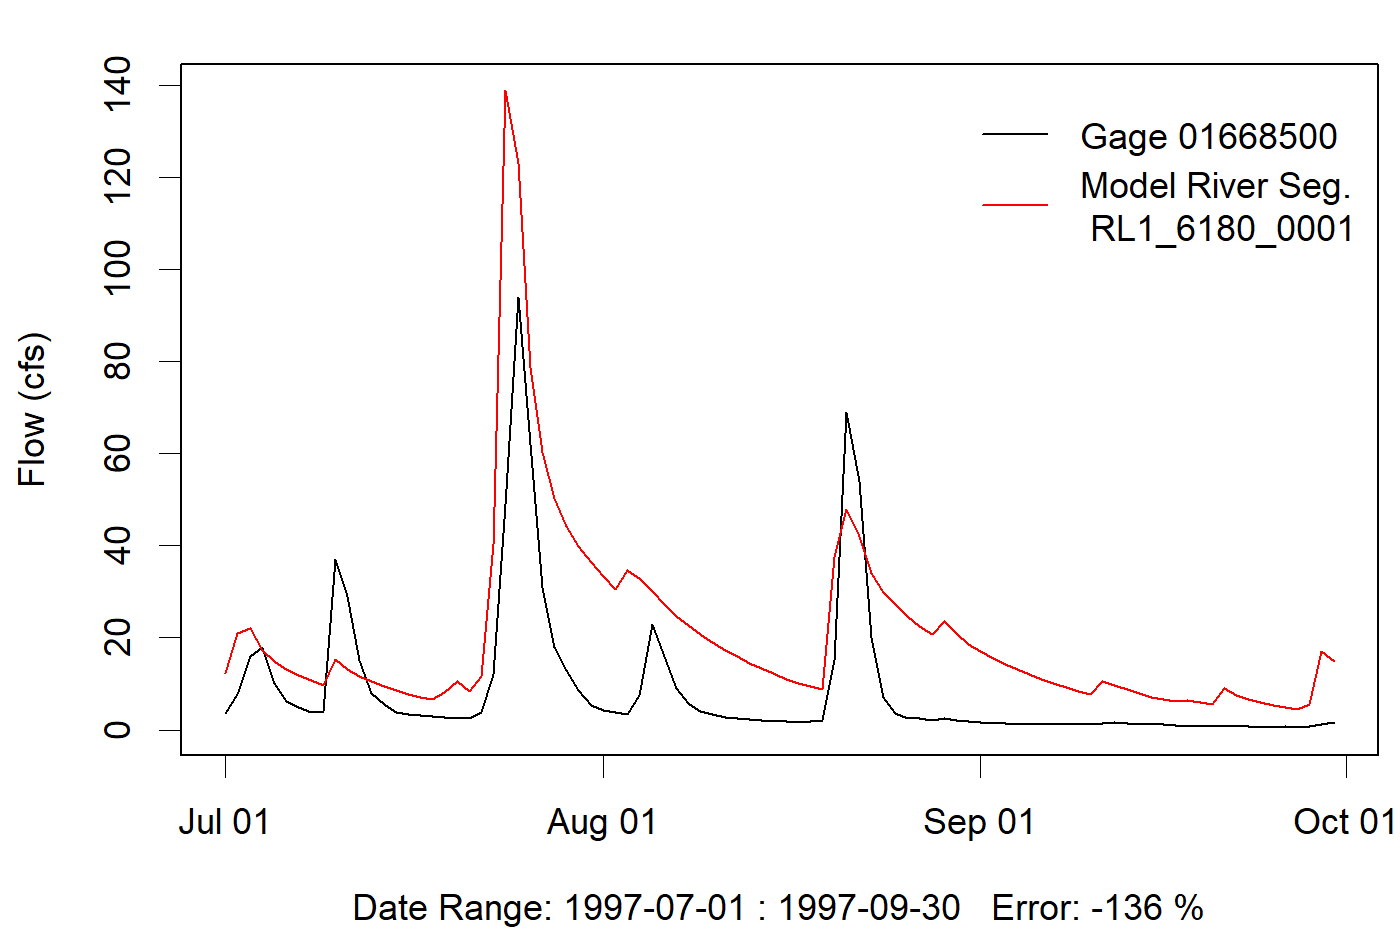 140
120
100
80
60
40
20
0
Flow (cfs)
Gage 01668500
Model River Seg.
RL1_6180_0001
Jul 01 Aug 01 Sep 01 Oct 01
Date Range: 1997-07-01 : 1997-09-30 Error: -136 %